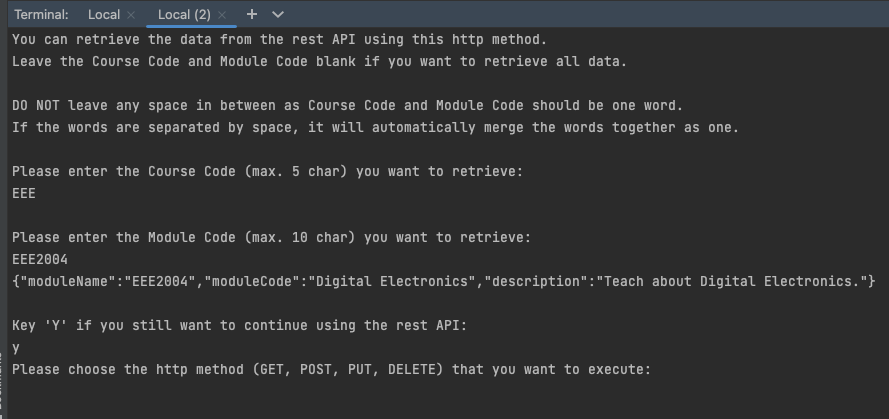 Terminal: Local × Local (2) × +
You can retrieve the data from the rest API using this http method.
Leave the Course Code and Module Code blank if you want to retrieve all data.
DO NOT leave any space in between as Course Code and Module Code should be one word.
If the words are separated by space, it will automatically merge the words together as one.
Please enter the Course Code (max. 5 char) you want to retrieve:
EEE
Please enter the Module Code (max. 10 char) you want to retrieve:
EEE2004
{"moduleName":"EEE2004","moduleCode":"Digital Electronics","description":"Teach about Digital Electronics."}
Key 'Y' if you still want to continue using the rest API:
y
Please choose the http method (GET, POST, PUT, DELETE) that you want to execute: